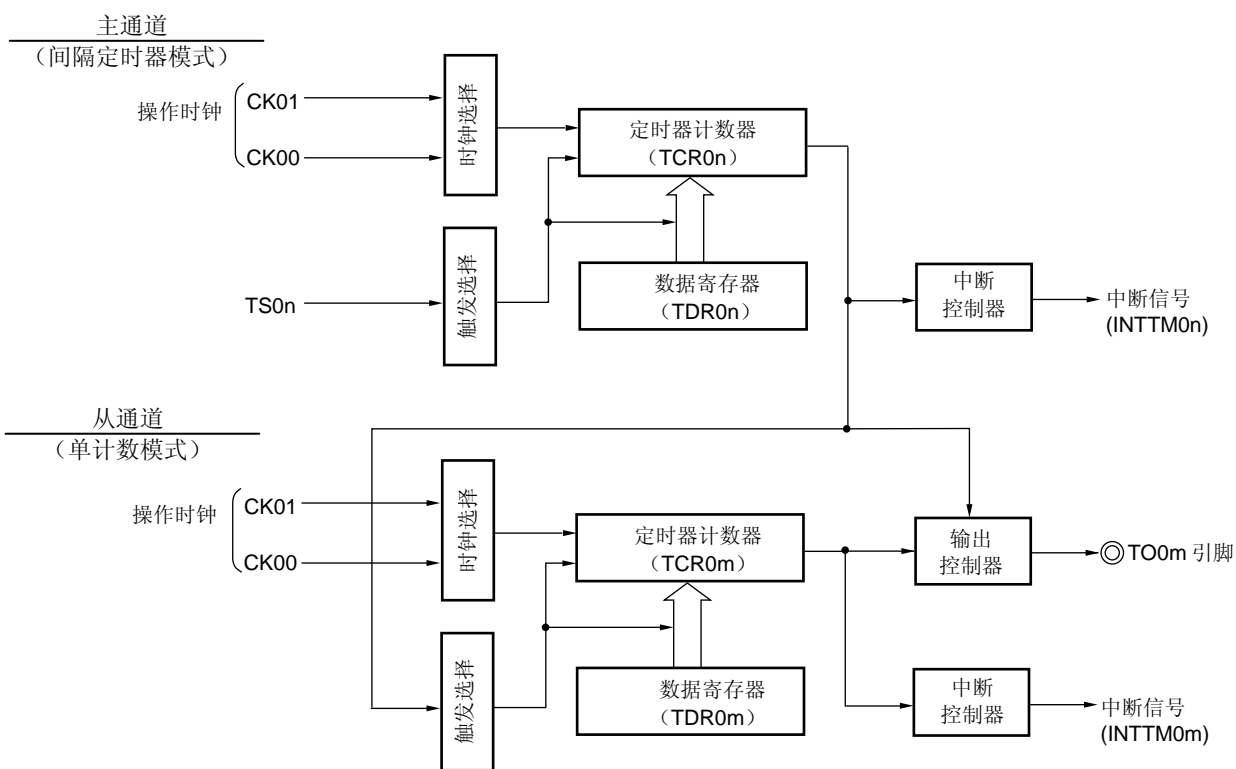 主通道
（间隔定时器模式）
操作时钟
CK01
CK00
时钟选择
定时器计数器
（TCR0n）
TS0n
触发选择
数据寄存器
（TDR0n）
中断
控制器
中断信号
(INTTM0n)
从通道
（单计数模式）
操作时钟
CK01
CK00
时钟选择
定时器计数器
（TCR0m）
输出
控制器
TO0m 引脚
触发选择
数据寄存器
（TDR0m）
中断
控制器
中断信号
(INTTM0m)